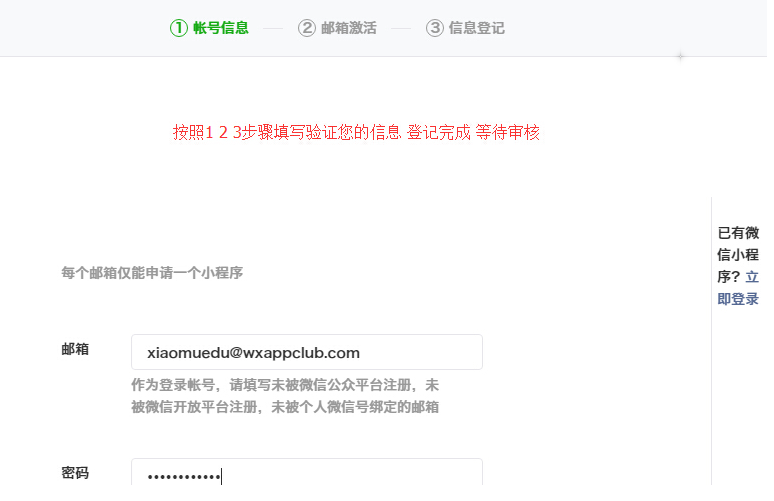 ① 帐号信息 ② 邮箱激活 ③ 信息登记
按照1 2 3步骤填写验证您的信息 登记完成 等待审核
已有微
信小程
序？立
即登录
每个邮箱仅能申请一个小程序
邮箱 xiaomuedu@wxappclub.com
作为登录帐号，请填写未被微信公众平台注册，未
被微信开放平台注册，未被个人微信号绑定的邮箱
密码 ••••••••••••